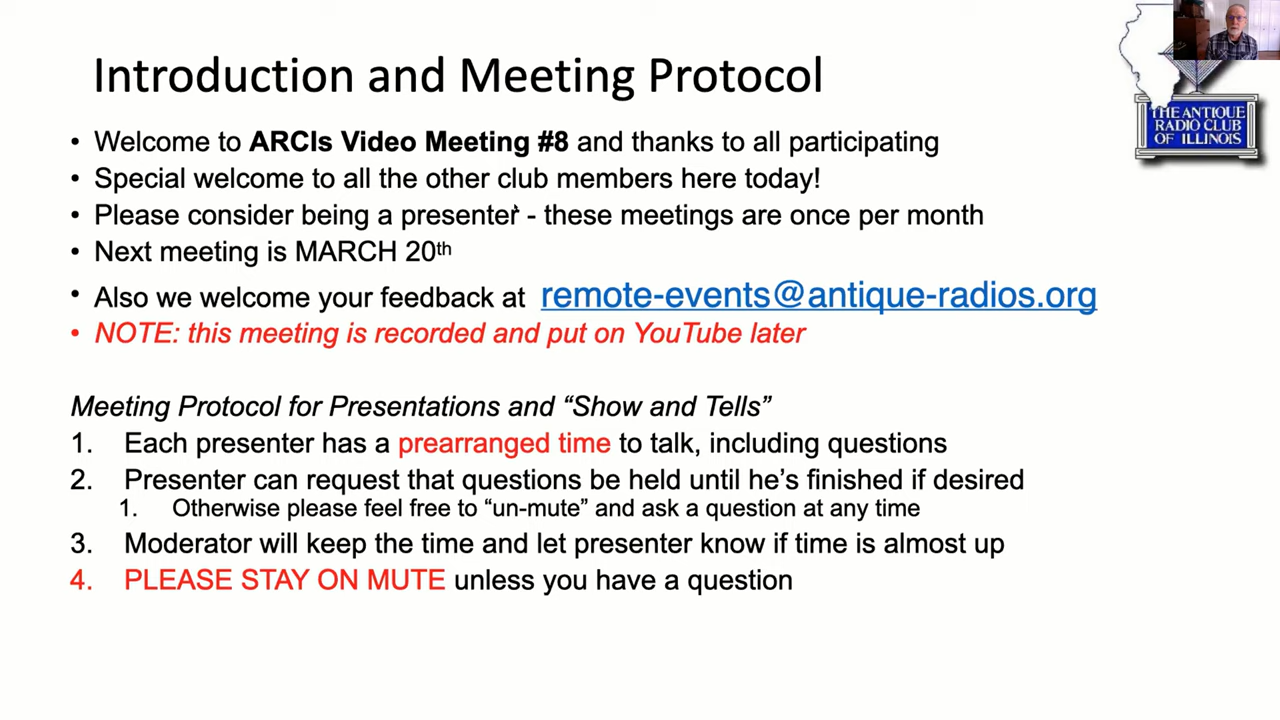 Introduction and Meeting Protocol
THE ANTIQUE
RADIO CLUB
OF ILLINOIS
• Welcome to ARCIs Video Meeting #8 and thanks to all participating
• Special welcome to all the other club members here today!
• Please consider being a presenter - these meetings are once per month
• Next meeting is MARCH 20th
• Also we welcome your feedback at remote-events@antique-radios.org
• NOTE: this meeting is recorded and put on YouTube later
Meeting Protocol for Presentations and “Show and Tells”
1. Each presenter has a prearranged time to talk, including questions
2. Presenter can request that questions be held until he’s finished if desired
1. Otherwise please feel free to “un-mute” and ask a question at any time
3. Moderator will keep the time and let presenter know if time is almost up
4. PLEASE STAY ON MUTE unless you have a question